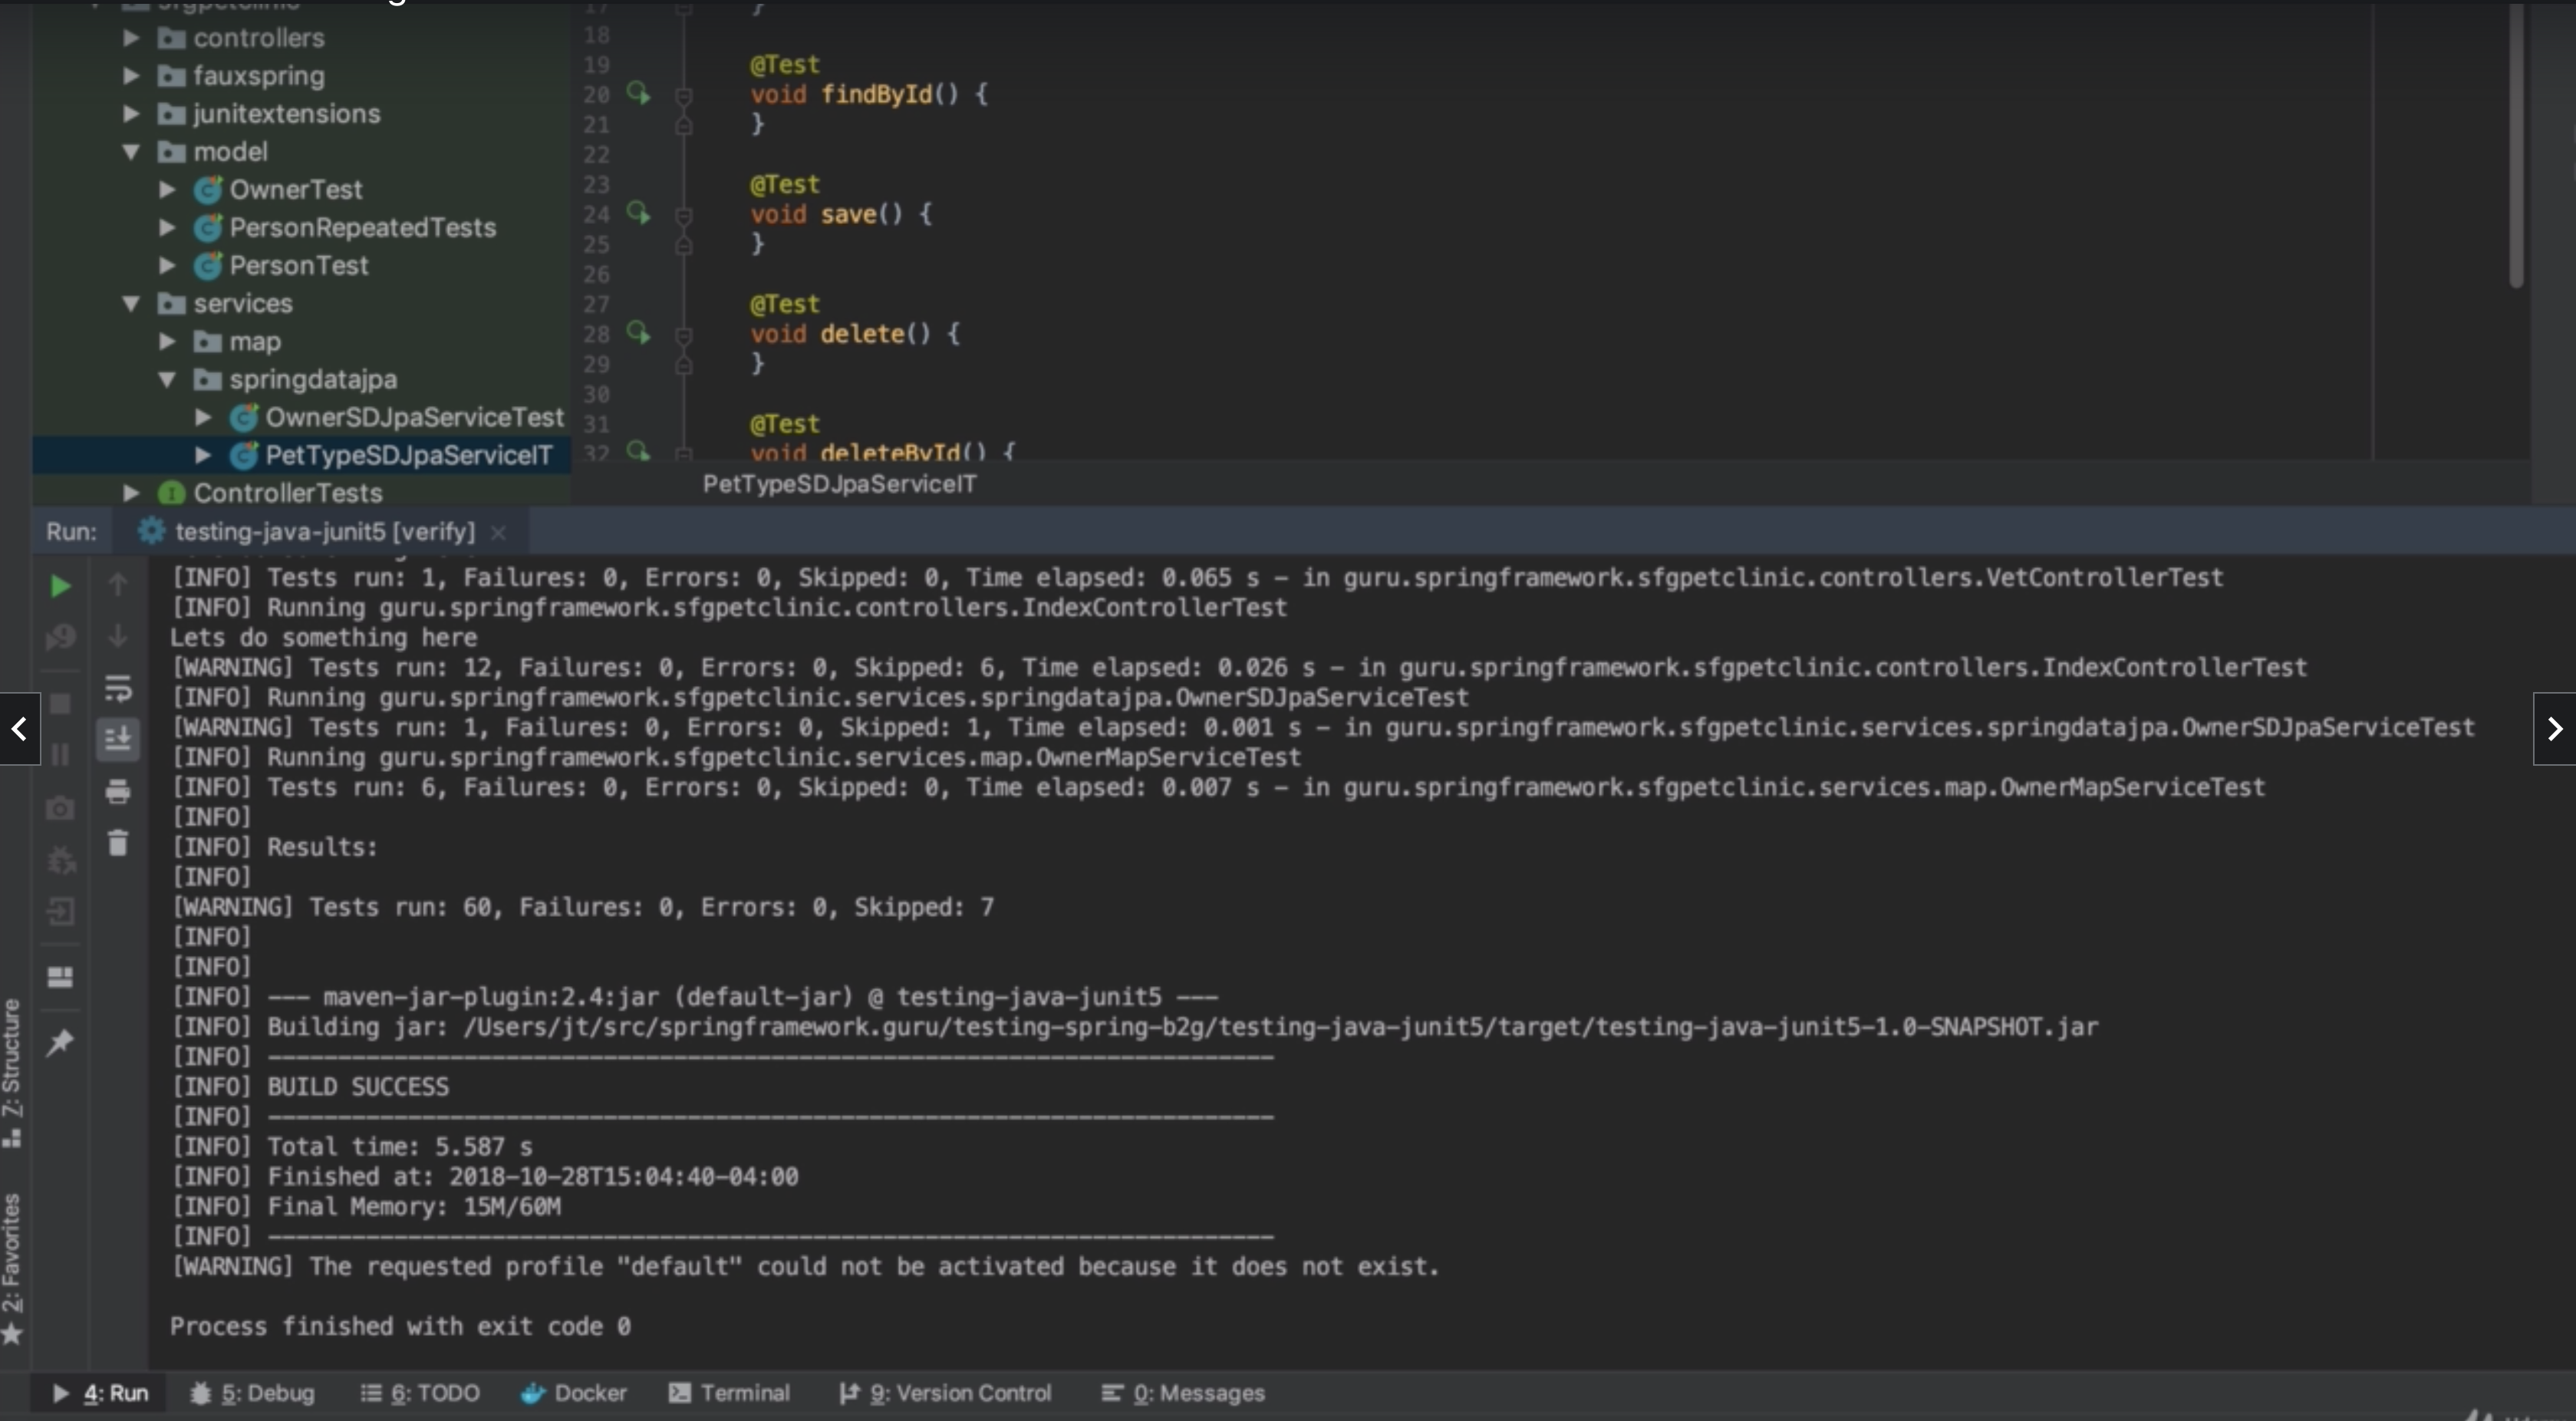 controllers
fauxspring
junitextensions
model
OwnerTest
PersonRepeatedTests
PersonTest
services
map
springdatajpa
OwnerSDJpaServiceTest
PetTypeSDJpaServiceIT
ControllerTests
17 }
18
19 @Test
20 void findById() {
21 }
22
23 @Test
24 void save() {
25 }
26
27 @Test
28 void delete() {
29 }
30
31 @Test
32 void deleteById() {
PetTypeSDJpaServiceIT
Run: testing-java-junit5 [verify] ×
[INFO] Tests run: 1, Failures: 0, Errors: 0, Skipped: 0, Time elapsed: 0.065 s - in guru.springframework.sfgpetclinic.controllers.VetControllerTest
[INFO] Running guru.springframework.sfgpetclinic.controllers.IndexControllerTest
Lets do something here
[WARNING] Tests run: 12, Failures: 0, Errors: 0, Skipped: 6, Time elapsed: 0.026 s - in guru.springframework.sfgpetclinic.controllers.IndexControllerTest
[INFO] Running guru.springframework.sfgpetclinic.services.springdatajpa.OwnerSDJpaServiceTest
[WARNING] Tests run: 1, Failures: 0, Errors: 0, Skipped: 1, Time elapsed: 0.001 s - in guru.springframework.sfgpetclinic.services.springdatajpa.OwnerSDJpaServiceTest
[INFO] Running guru.springframework.sfgpetclinic.services.map.OwnerMapServiceTest
[INFO] Tests run: 6, Failures: 0, Errors: 0, Skipped: 0, Time elapsed: 0.007 s - in guru.springframework.sfgpetclinic.services.map.OwnerMapServiceTest
[INFO]
[INFO] Results:
[INFO]
[WARNING] Tests run: 60, Failures: 0, Errors: 0, Skipped: 7
[INFO]
[INFO]
[INFO] --- maven-jar-plugin:2.4:jar (default-jar) @ testing-java-junit5 ---
[INFO] Building jar: /Users/jt/src/springframework.guru/testing-spring-b2g/testing-java-junit5/target/testing-java-junit5-1.0-SNAPSHOT.jar
[INFO] ------------------------------------------------------------------------
[INFO] BUILD SUCCESS
[INFO] ------------------------------------------------------------------------
[INFO] Total time: 5.587 s
[INFO] Finished at: 2018-10-28T15:04:40-04:00
[INFO] Final Memory: 15M/60M
[INFO] ------------------------------------------------------------------------
[WARNING] The requested profile "default" could not be activated because it does not exist.
Process finished with exit code 0
7: Structure
2: Favorites
4: Run 5: Debug 6: TODO Docker Terminal 9: Version Control 0: Messages